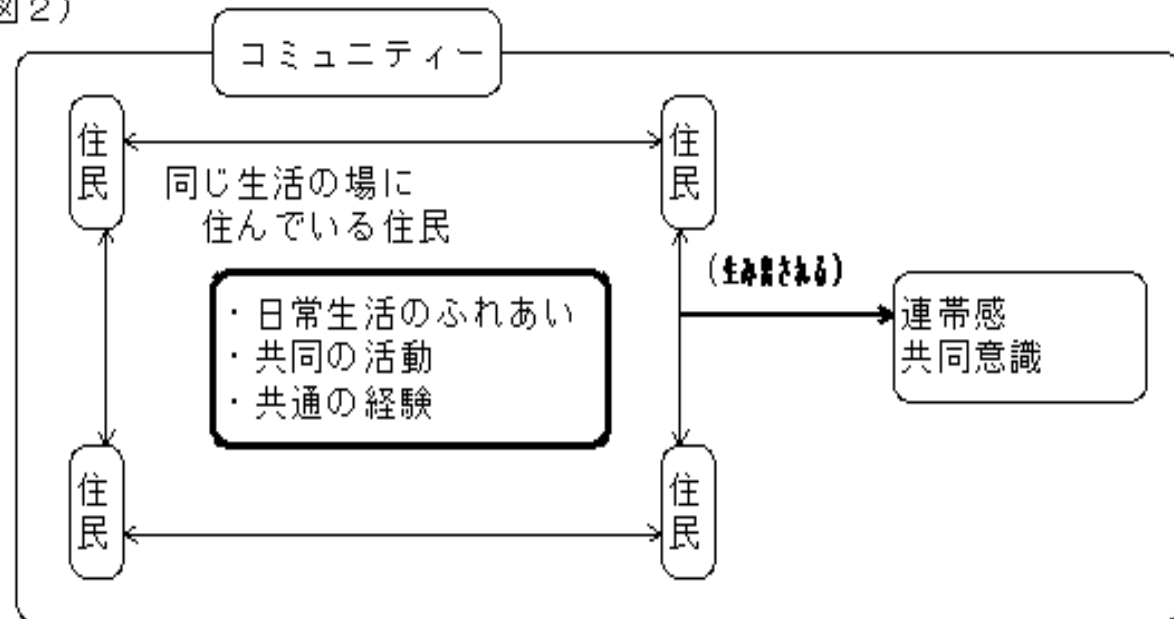 図２）
コミュニティー
住民
住民
同じ生活の場に
住んでいる住民
（生み出される）
・日常生活のふれあい
・共同の活動
・共通の経験
連帯感
共同意識
住民
住民